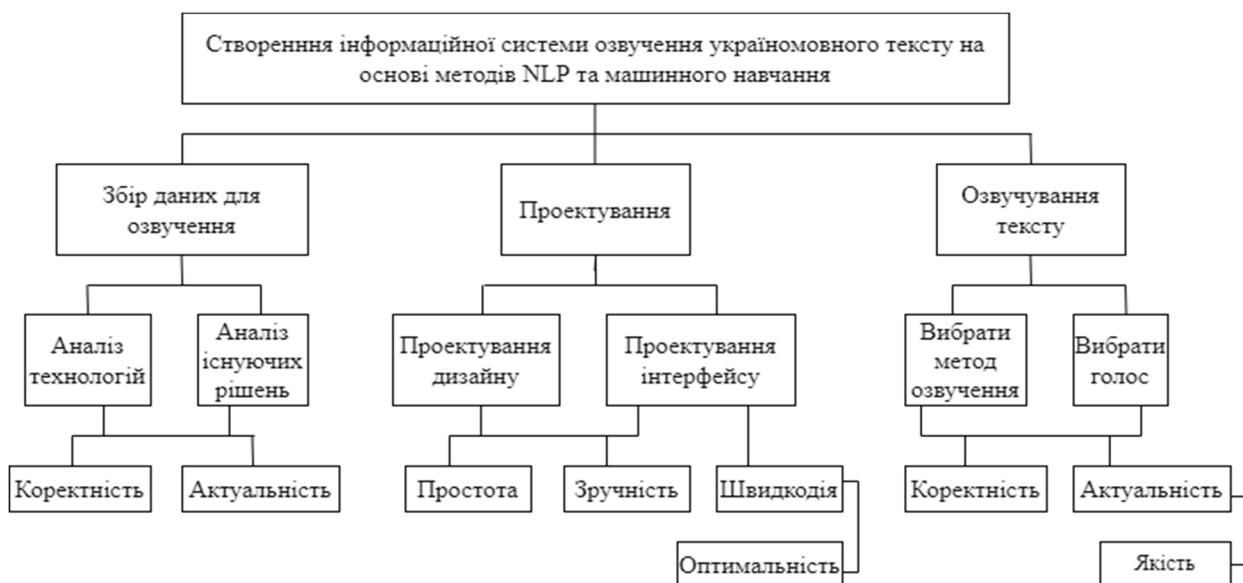 Створенння інформаційної системи озвучення україномовного тексту на
основі методів NLP та машинного навчання
Збір даних для
озвучення
Проектування
Озвучування
тексту
Аналіз
технологій
Аналіз
існуючих
рішень
Проектування
дизайну
Проектування
інтерфейсу
Вибрати
метод
озвучення
Вибрати
голос
Коректність
Актуальність
Простота
Зручність
Швидкодія
Коректність
Актуальність
Оптимальність
Якість